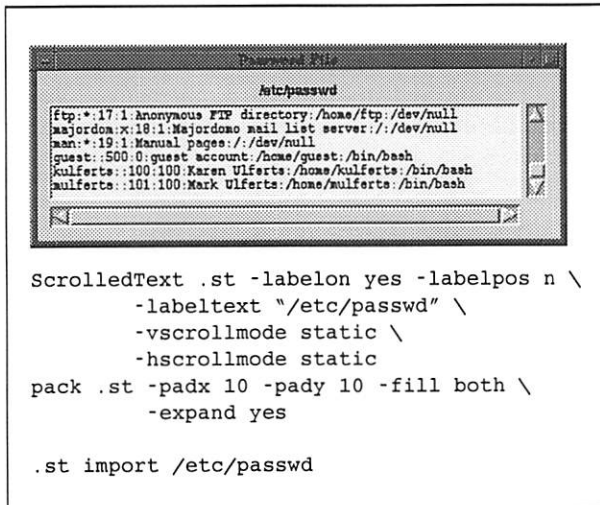 Password File
/etc/passwd
ftp:*:17:1:Anonymous FTP directory:/home/ftp:/dev/null
majordom:x:18:1:Majordomo mail list server:/:/dev/null
man:*:19:1:Manual pages:/:/dev/null
guest::500:0:guest account:/home/guest:/bin/bash
kulferts::100:100:Karen Ulferts:/home/kulferts:/bin/bash
mulferts::101:100:Mark Ulferts:/home/mulferts:/bin/bash
ScrolledText .st -labelon yes -labelpos n \
-labeltext "/etc/passwd" \
-vscrollmode static \
-hscrollmode static
pack .st -padx 10 -pady 10 -fill both \
-expand yes
.st import /etc/passwd